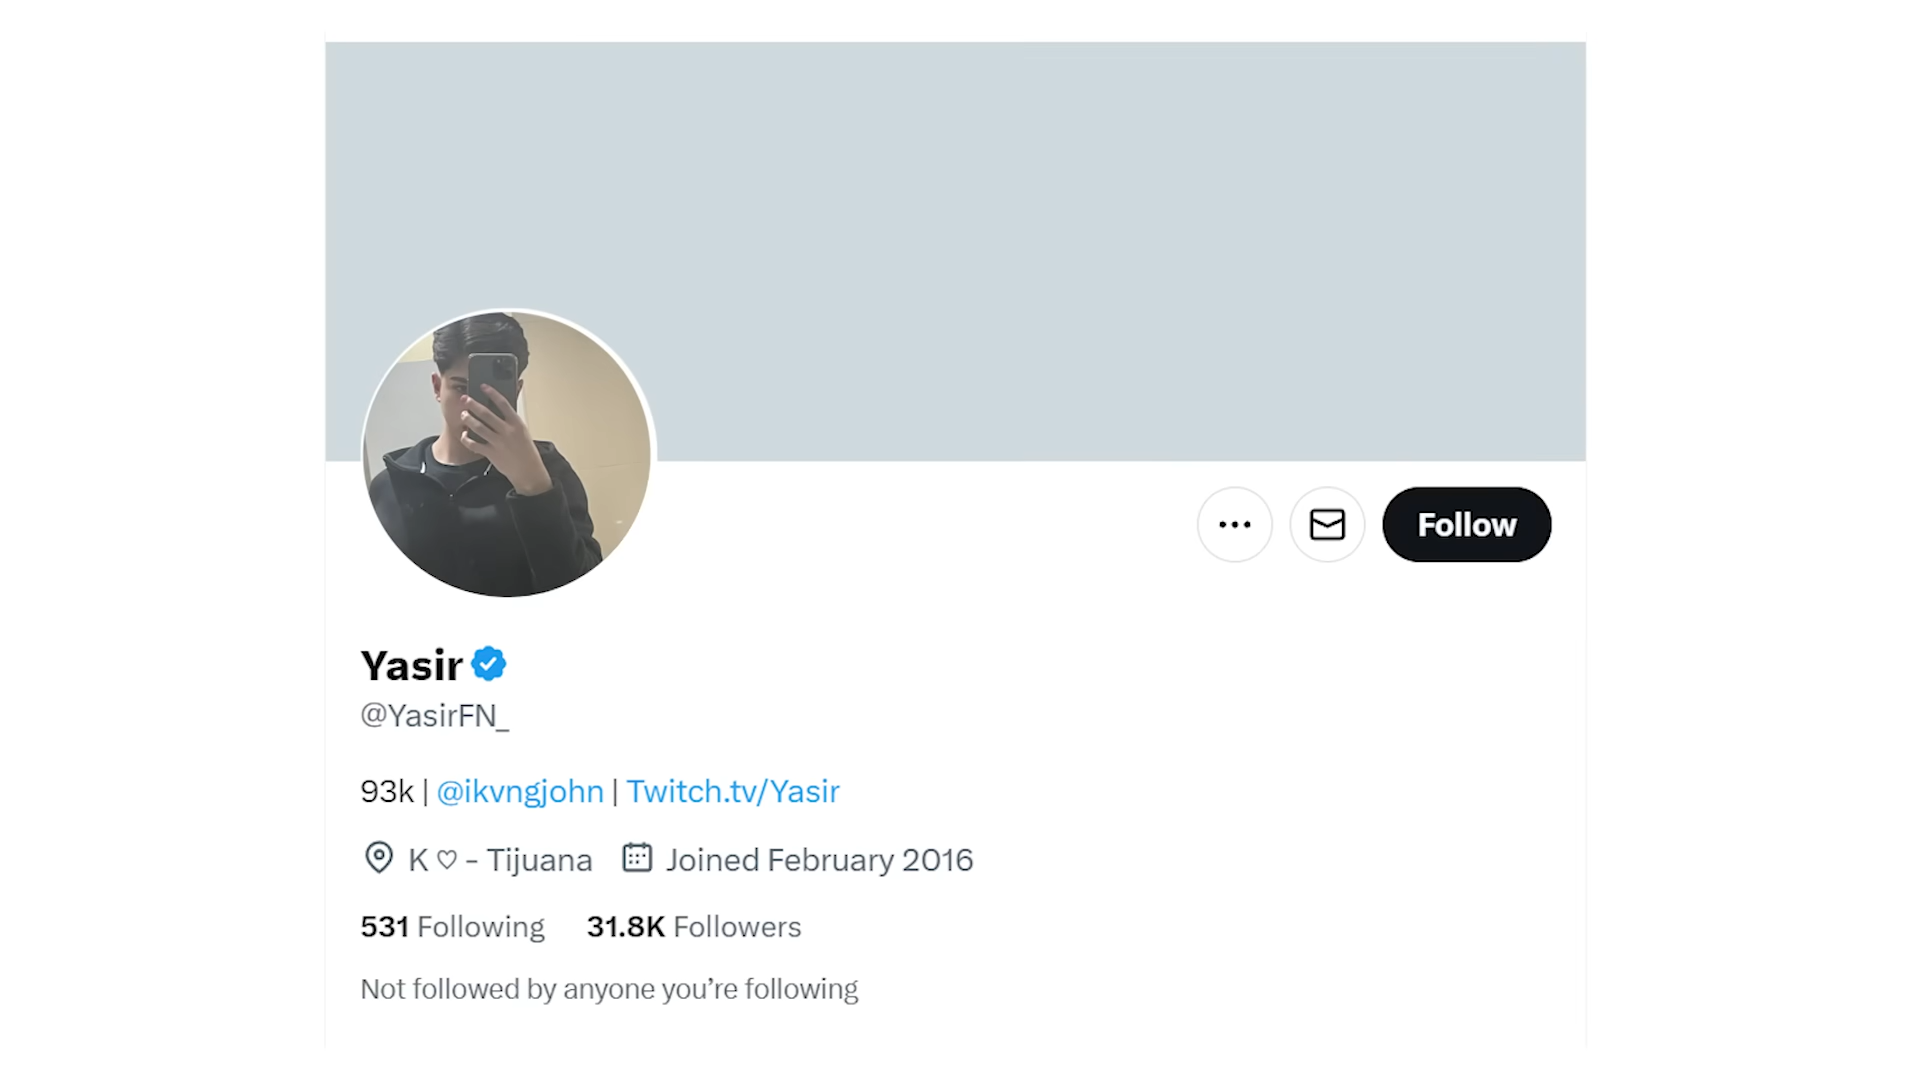 Follow
Yasir
@YasirFN_
93k | @ikvngjohn | Twitch.tv/Yasir
K ♡ - Tijuana Joined February 2016
531 Following 31.8K Followers
Not followed by anyone you’re following